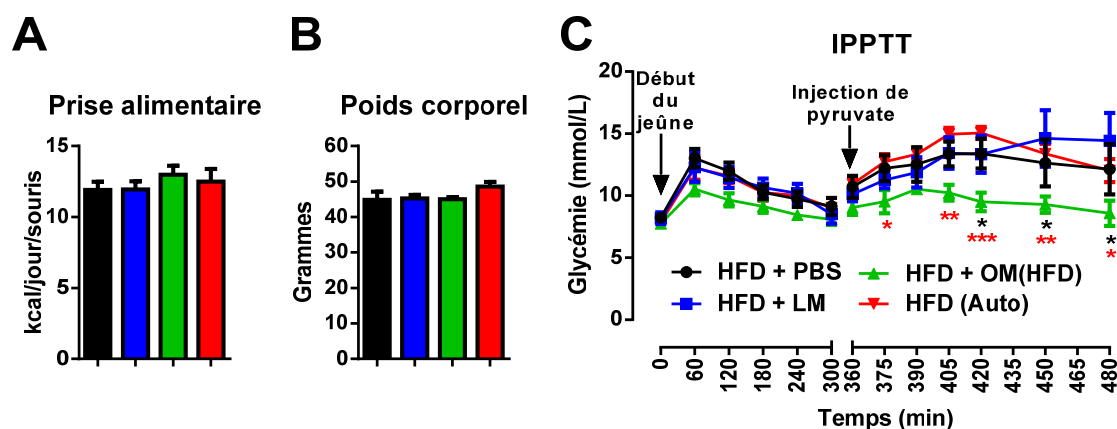 A
Prise alimentaire
kcal/jour/souris
15
10
5
0
B
Poids corporel
Grammes
60
50
40
30
20
10
0
C
IPPTT
Glycémie (mmol/L)
20
15
10
5
0
Début
du
jeûne
Injection de
pyruvate
*
**
*
***
*
**
*
*
HFD + PBS
HFD + LM
HFD + OM(HFD)
HFD (Auto)
0
60
120
180
240
300
360
375
390
405
420
435
450
465
480
Temps (min)